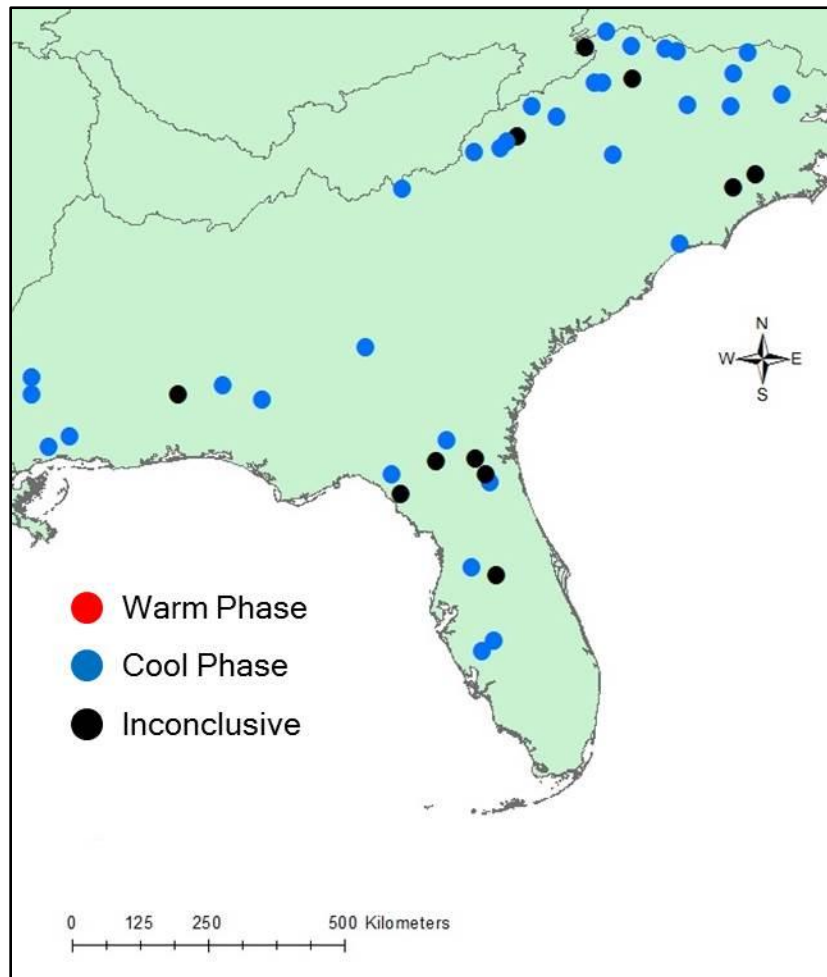 N
W E
S
Warm Phase
Cool Phase
Inconclusive
0 125 250 500 Kilometers